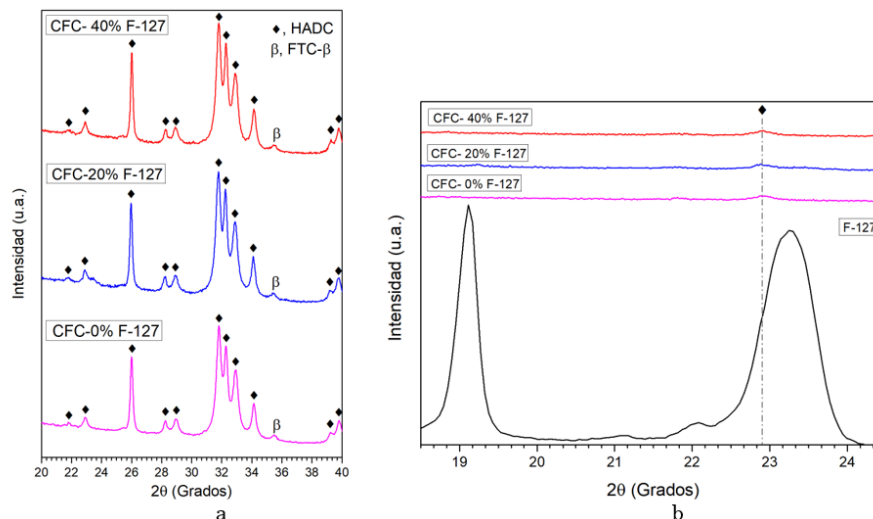 CFC- 40% F-127
♦, HADC
β, FTC-β
β
CFC-20% F-127
β
CFC-0% F-127
β
Intensidad (u.a.)
20 22 24 26 28 30 32 34 36 38 40
2θ (Grados)
a
CFC- 40% F-127
CFC- 20% F-127
CFC- 0% F-127
F-127
Intensidad (u.a.)
19 20 21 22 23 24
2θ (Grados)
b